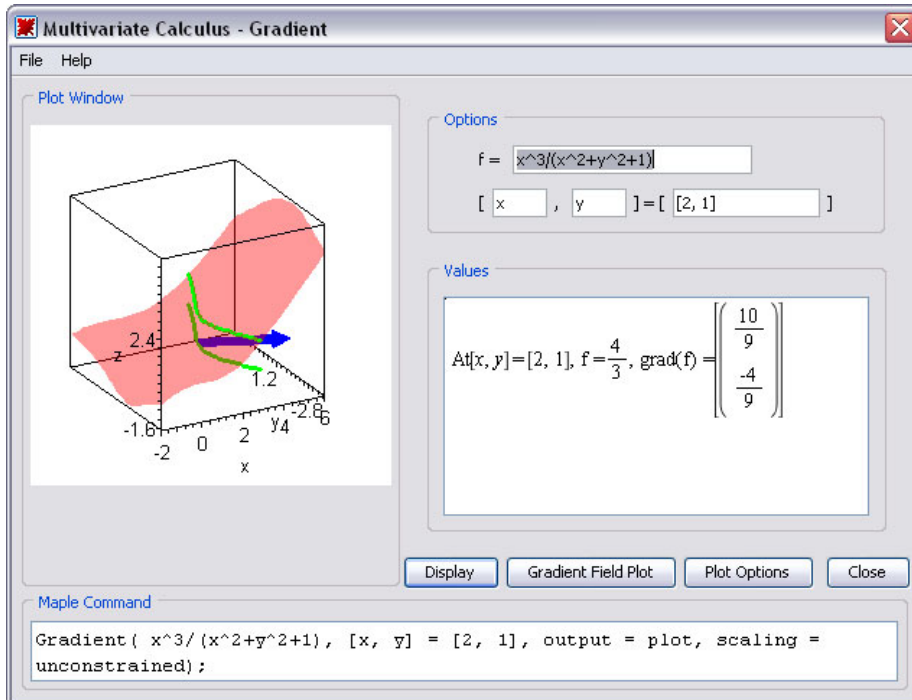 Multivariate Calculus - Gradient
File Help
Plot Window
2.4
z
-1.6
-2
0
2
4
6
x
1.2
y
-2.8
Options
f = x^3/(x^2+y^2+1)
[ x , y ] = [ [2, 1] ]
Values
At[x, y]=[2, 1], f = 4/3, grad(f) = [(10/9 -4/9)]
Display Gradient Field Plot Plot Options Close
Maple Command
Gradient( x^3/(x^2+y^2+1), [x, y] = [2, 1], output = plot, scaling =
unconstrained);